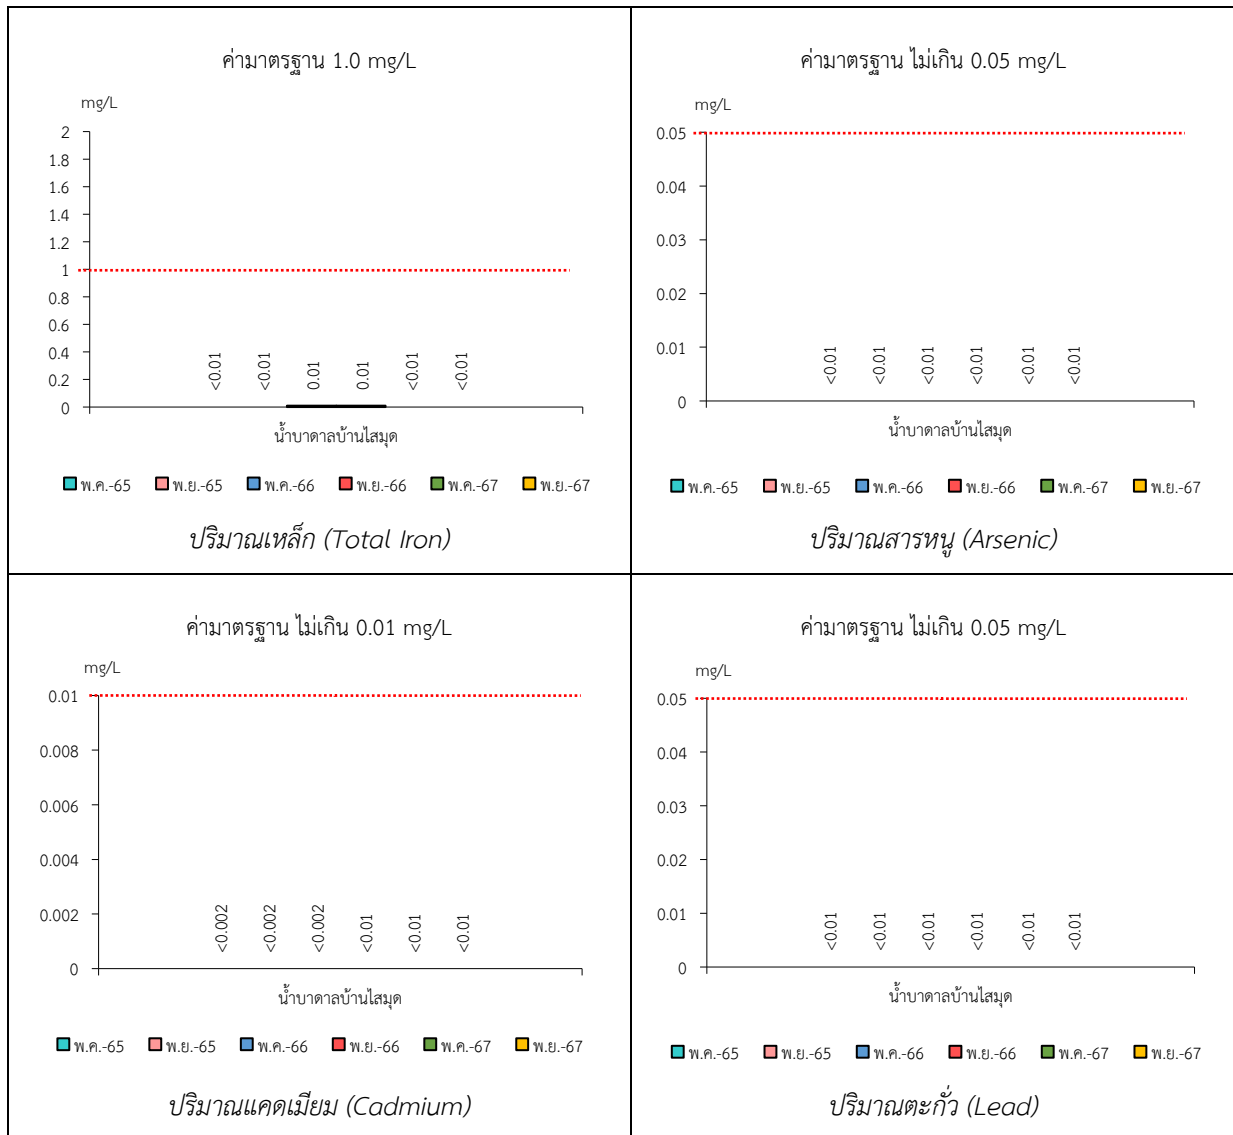 ค่ามาตรฐาน 1.0 mg/L
mg/L
2
1.8
1.6
1.4
1.2
1
0.8
0.6
0.4
0.2
0
<0.01 <0.01 0.01 0.01 <0.01 <0.01
น้ำบาดาลบ้านไสมุด
พ.ค.-65 พ.ย.-65 พ.ค.-66 พ.ย.-66 พ.ค.-67 พ.ย.-67
ปริมาณเหล็ก (Total Iron)
ค่ามาตรฐาน ไม่เกิน 0.05 mg/L
mg/L
0.05
0.04
0.03
0.02
0.01
0
<0.01 <0.01 <0.01 <0.01 <0.01 <0.01
น้ำบาดาลบ้านไสมุด
พ.ค.-65 พ.ย.-65 พ.ค.-66 พ.ย.-66 พ.ค.-67 พ.ย.-67
ปริมาณสารหนู (Arsenic)
ค่ามาตรฐาน ไม่เกิน 0.01 mg/L
mg/L
0.01
0.008
0.006
0.004
0.002
0
<0.002 <0.002 <0.002 <0.01 <0.01 <0.01
น้ำบาดาลบ้านไสมุด
พ.ค.-65 พ.ย.-65 พ.ค.-66 พ.ย.-66 พ.ค.-67 พ.ย.-67
ปริมาณแคดเมียม (Cadmium)
ค่ามาตรฐาน ไม่เกิน 0.05 mg/L
mg/L
0.05
0.04
0.03
0.02
0.01
0
<0.01 <0.01 <0.01 <0.01 <0.01 <0.01
น้ำบาดาลบ้านไสมุด
พ.ค.-65 พ.ย.-65 พ.ค.-66 พ.ย.-66 พ.ค.-67 พ.ย.-67
ปริมาณตะกั่ว (Lead)